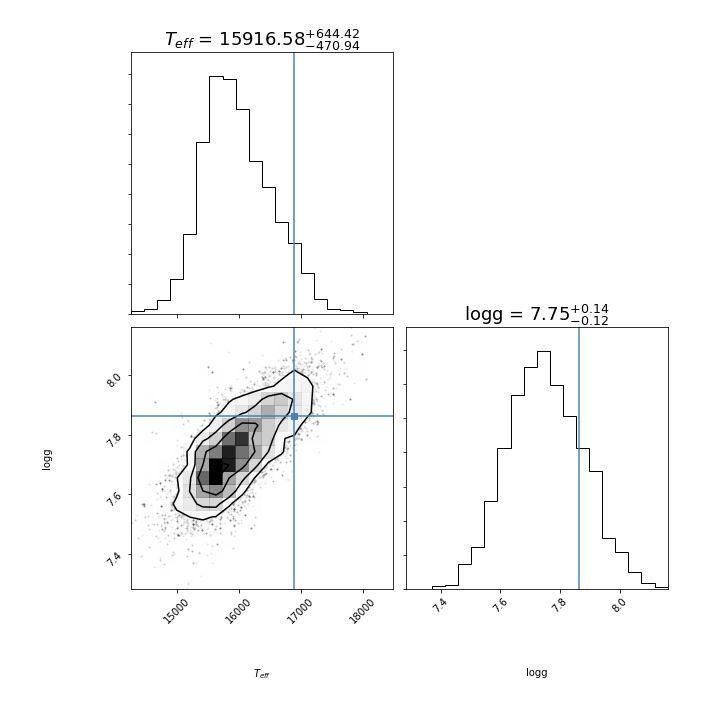 T_eff = 15916.58^{+644.42}_{-470.94}
logg = 7.75^{+0.14}_{-0.12}
8.0
7.8
7.6
7.4
logg
15000
16000
17000
18000
T_eff
7.4
7.6
7.8
8.0
logg